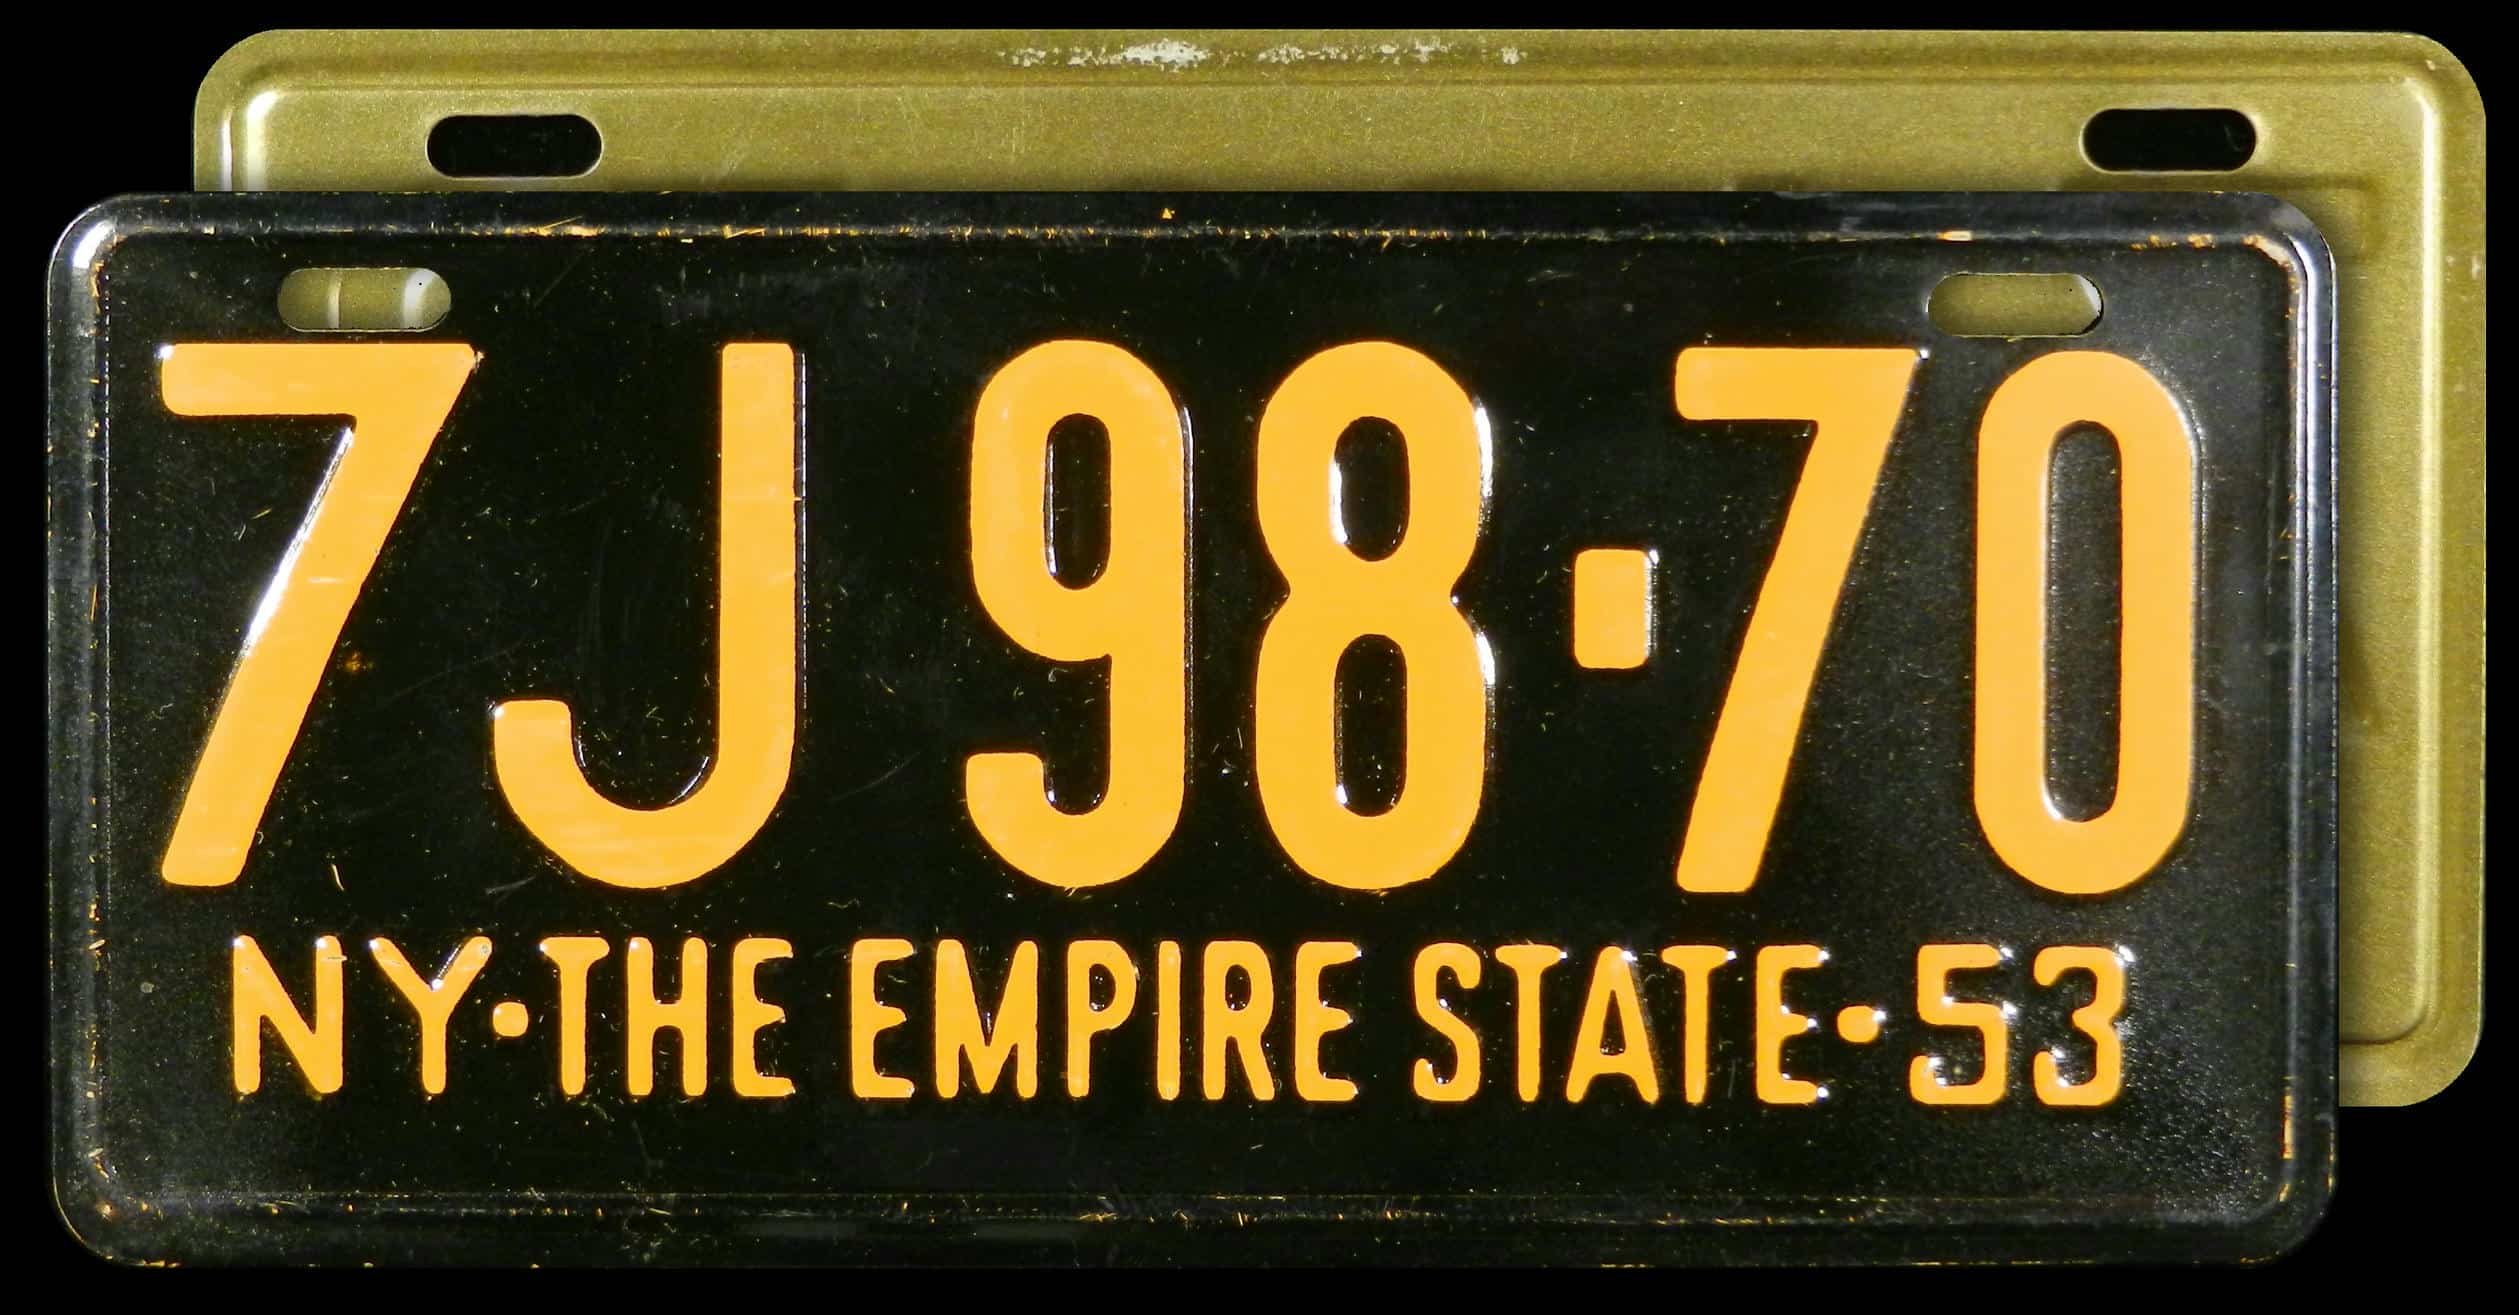 7J 98·70
NY·THE EMPIRE STATE·53